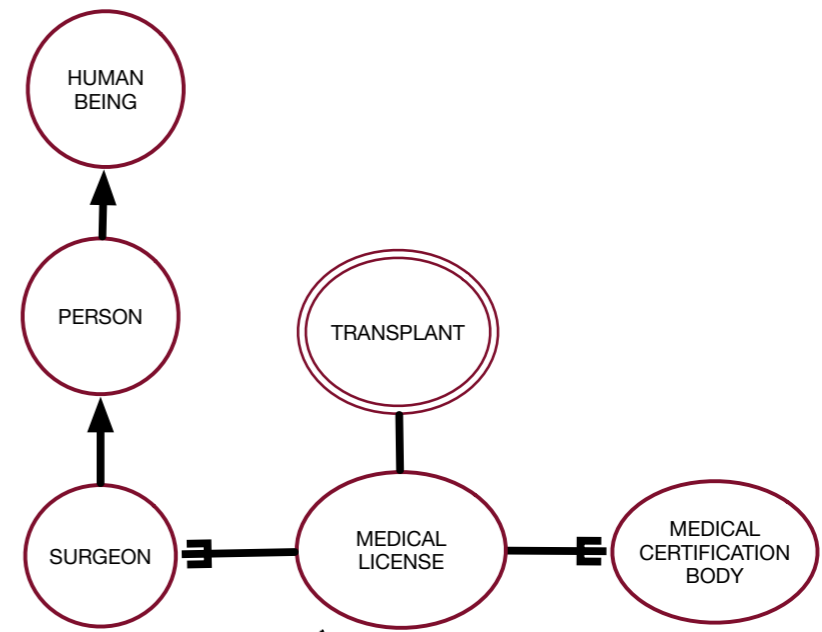 HUMAN
BEING
PERSON
TRANSPLANT
SURGEON
MEDICAL
LICENSE
MEDICAL
CERTIFICATION
BODY